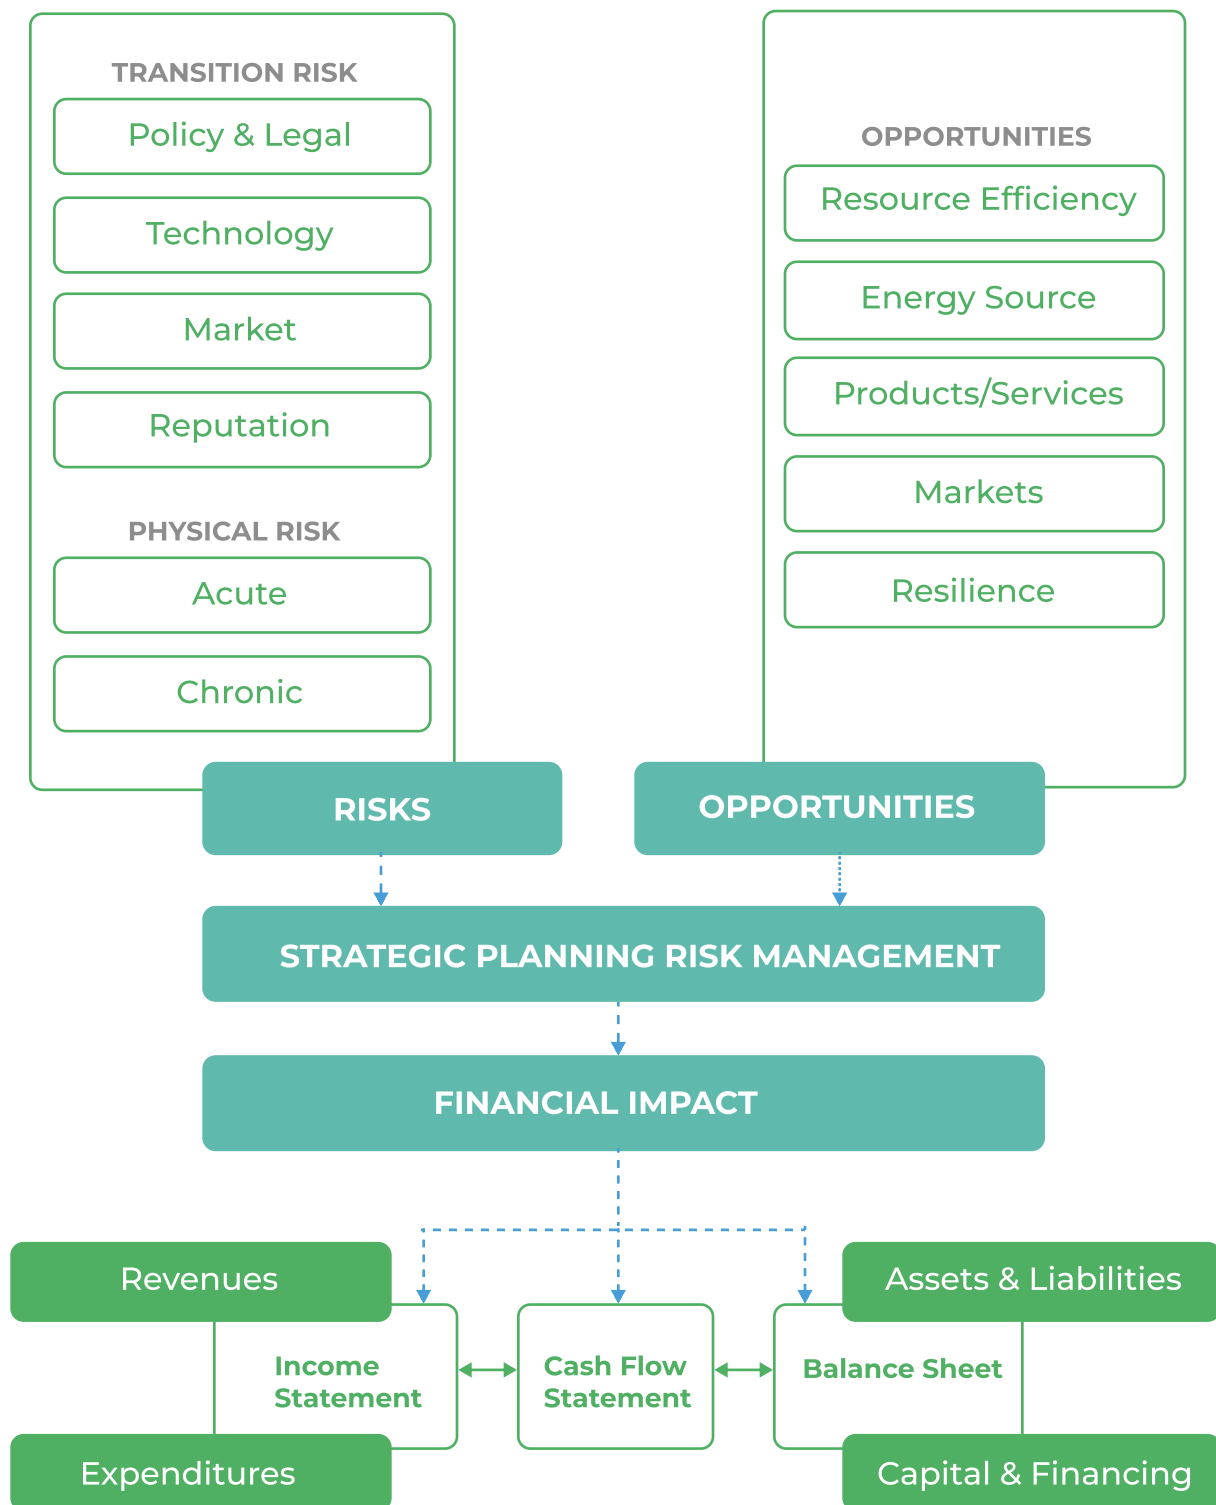 TRANSITION RISK
Policy & Legal
Technology
Market
Reputation
PHYSICAL RISK
Acute
Chronic
RISKS
OPPORTUNITIES
Resource Efficiency
Energy Source
Products/Services
Markets
Resilience
OPPORTUNITIES
STRATEGIC PLANNING RISK MANAGEMENT
FINANCIAL IMPACT
Revenues
Income
Statement
Expenditures
Cash Flow
Statement
Assets & Liabilities
Balance Sheet
Capital & Financing